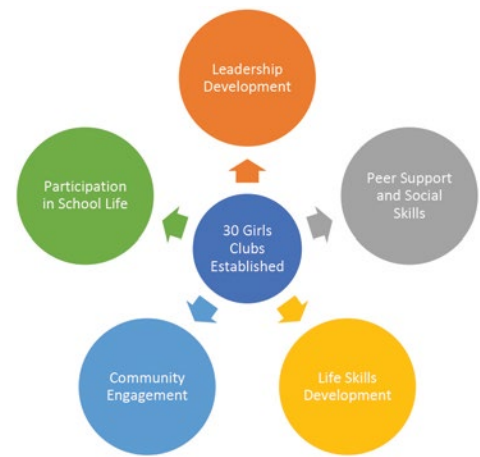 Leadership
Development
Peer Support
and Social
Skills
Life Skills
Development
Community
Engagement
Participation
in School Life
30 Girls
Clubs
Established